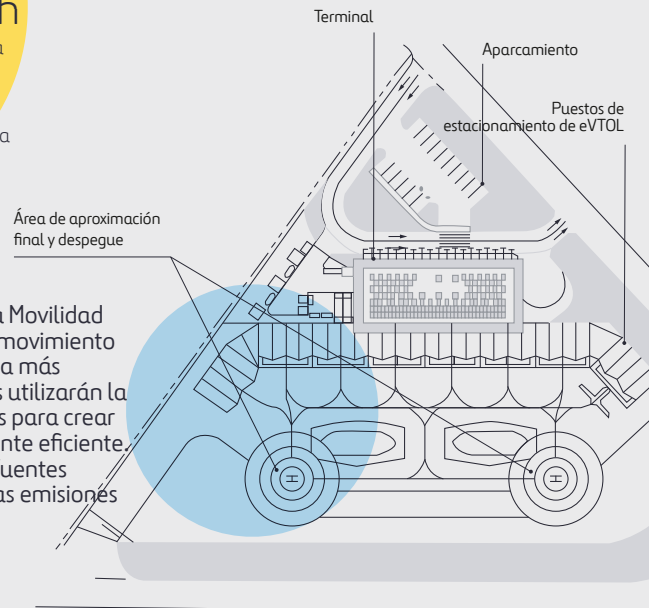 h
a
a
Terminal
Aparcamiento
Puestos de
estacionamiento de eVTOL
Área de aproximación
final y despegue
a Movilidad
movimiento
a más
s utilizarán la
s para crear
nte eficiente.
uentes
as emisiones
H
H